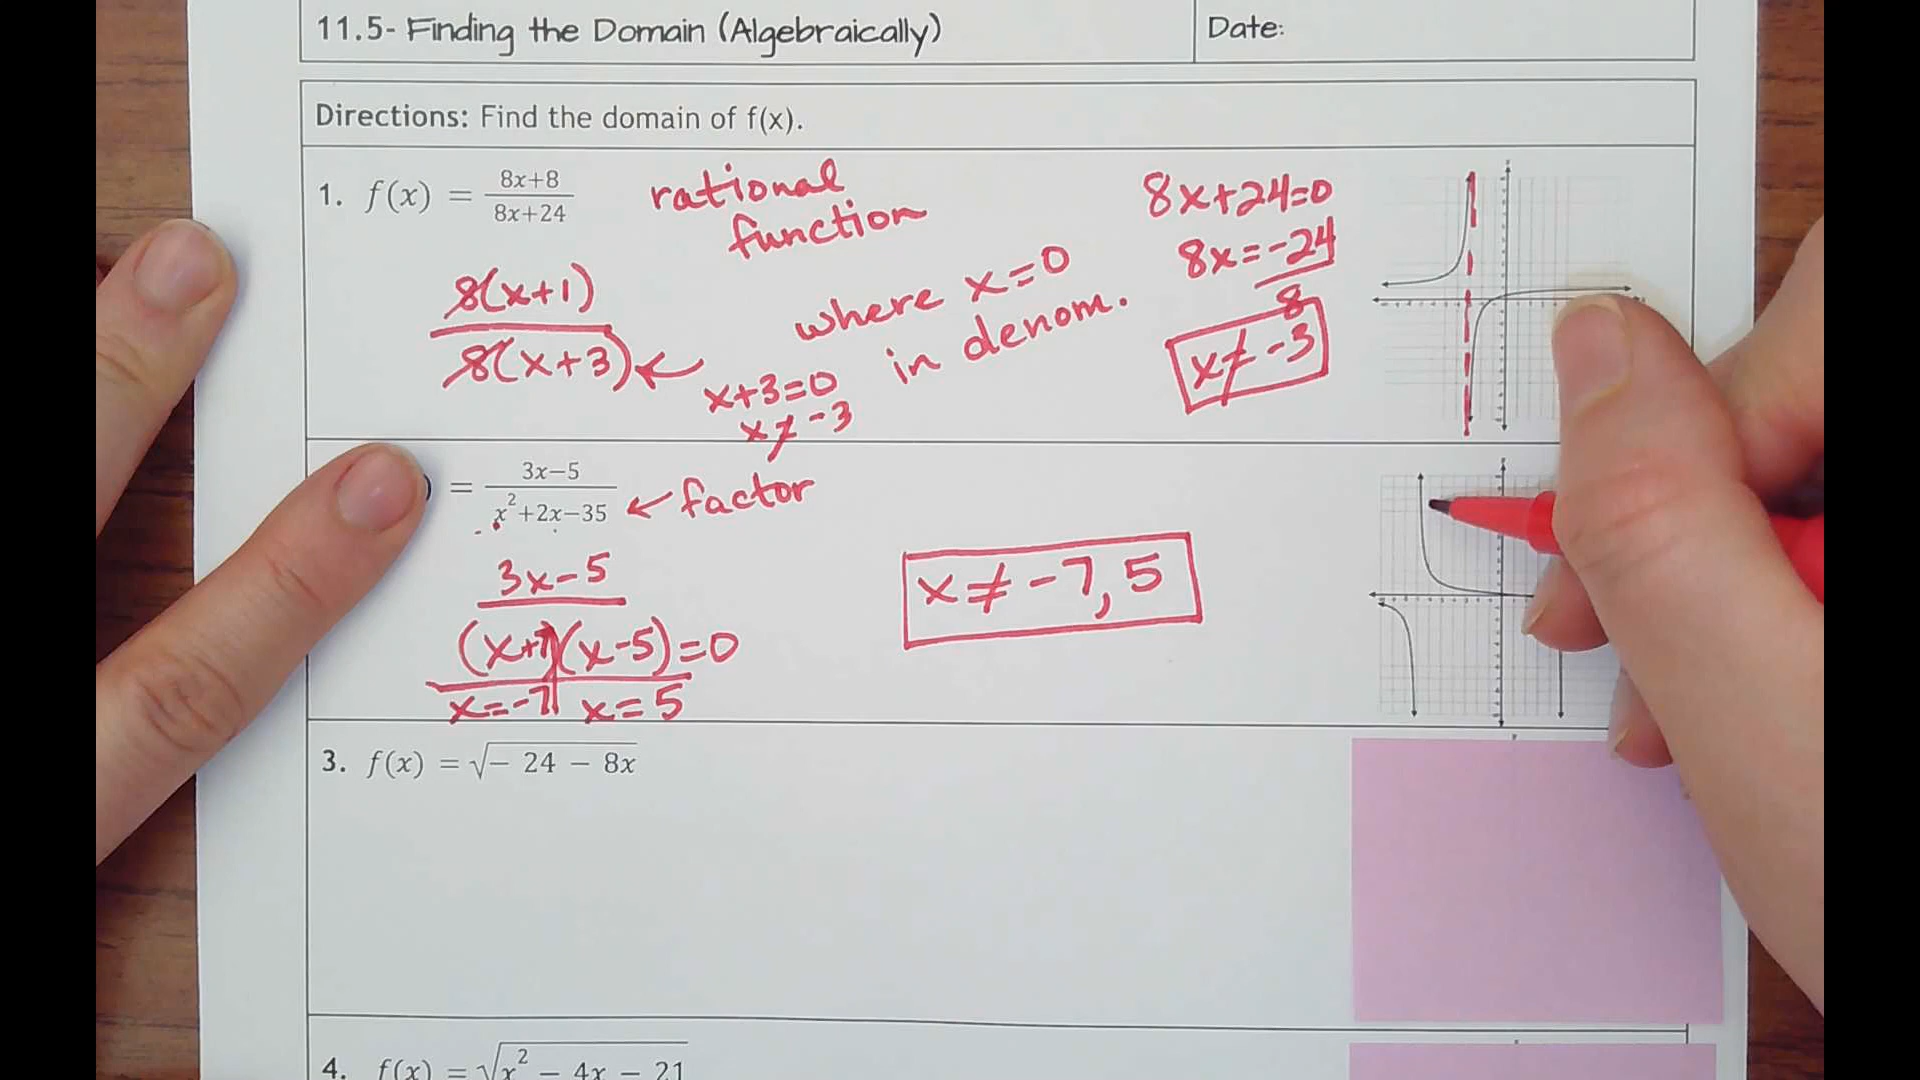 11.5- Finding the Domain (Algebraically)
Date:
Directions: Find the domain of f(x).
1. f(x) = 8x+8
8x+24
rational
function
8(x+1)
8(x+3)
x+3=0
x≠-3
where x=0
in denom.
8x+24=0
8x=-24
8
x≠-3
= 3x−5
x²+2x−35
← factor
3x-5
(x+7)(x-5)=0
x=-7 x=5
x≠-7,5
3. f(x) = √− 24 − 8x
4. f(x) = √x² − 4x − 21